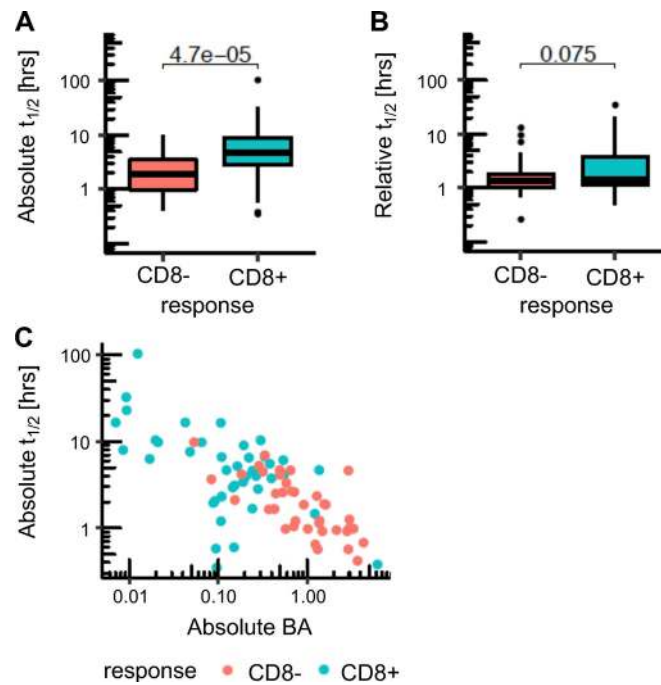 A
4.7e−05
Absolute t1/2 [hrs]
100
10
1
CD8- CD8+
response
B
0.075
Relative t1/2 [hrs]
100
10
1
CD8- CD8+
response
C
Absolute t1/2 [hrs]
100
10
1
0.01 0.10 1.00
Absolute BA
response CD8- CD8+